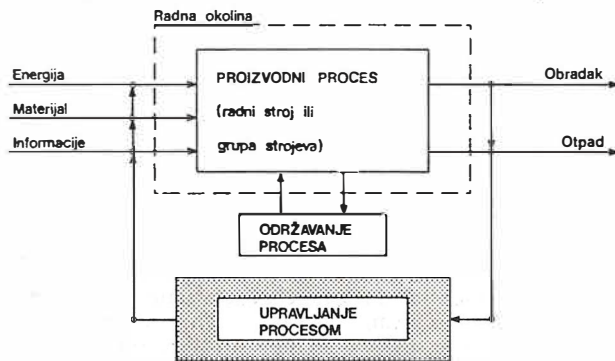 Radna okolina
Energija
Materijal
Informacije
PROIZVODNI PROCES
(radni stroj ili
grupa strojeva)
Obradak
Otpad
ODRŽAVANJE
PROCESA
UPRAVLJANJE
PROCESOM